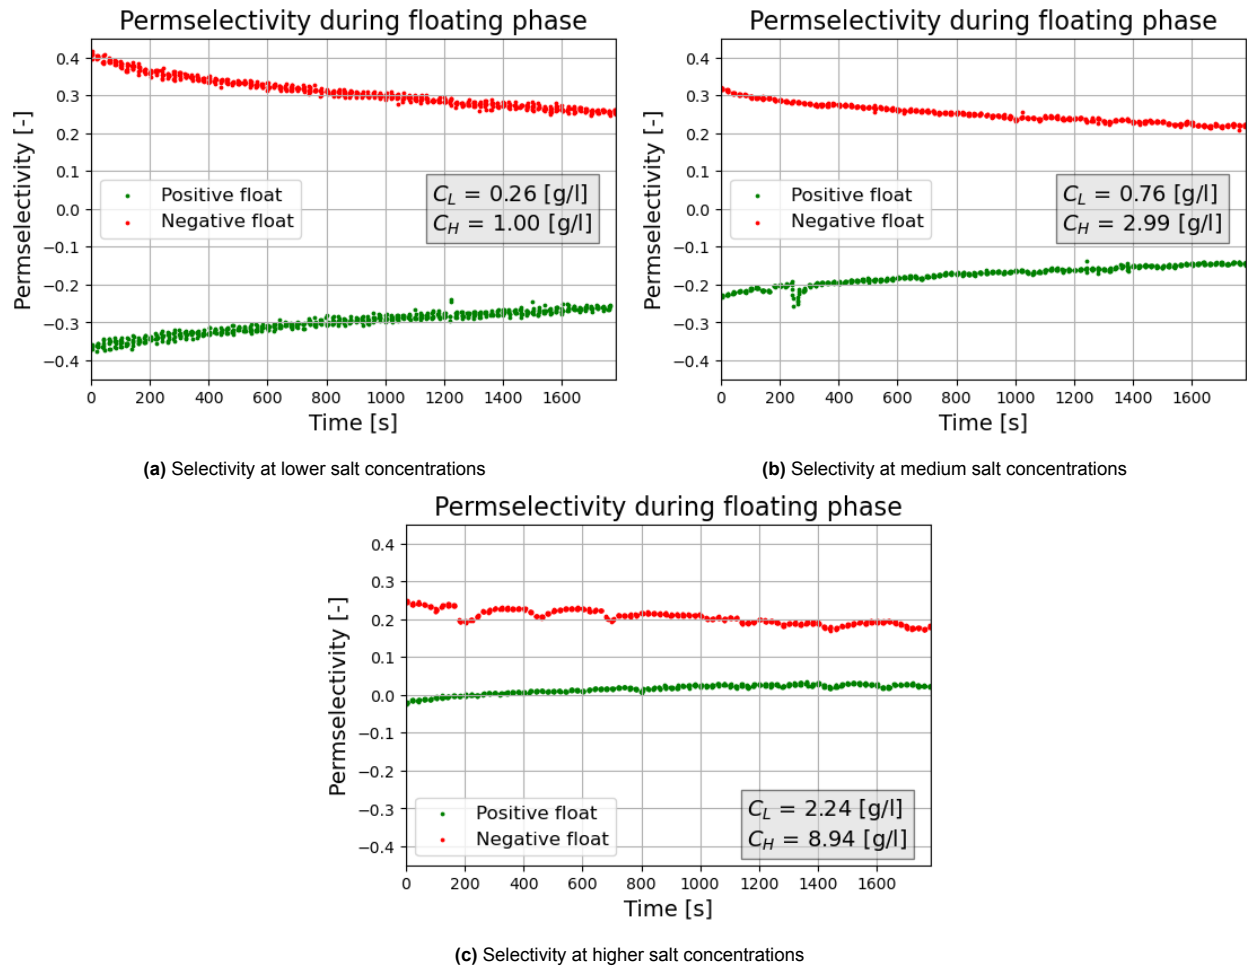 Permselectivity during floating phase
Permselectivity [-]
0.4
0.3
0.2
0.1
0.0
−0.1
−0.2
−0.3
−0.4
Positive float
Negative float
C_L = 0.26 [g/l]
C_H = 1.00 [g/l]
0 200 400 600 800 1000 1200 1400 1600
Time [s]
(a) Selectivity at lower salt concentrations
Permselectivity during floating phase
Permselectivity [-]
0.4
0.3
0.2
0.1
0.0
−0.1
−0.2
−0.3
−0.4
Positive float
Negative float
C_L = 0.76 [g/l]
C_H = 2.99 [g/l]
0 200 400 600 800 1000 1200 1400 1600
Time [s]
(b) Selectivity at medium salt concentrations
Permselectivity during floating phase
Permselectivity [-]
0.4
0.3
0.2
0.1
0.0
−0.1
−0.2
−0.3
−0.4
Positive float
Negative float
C_L = 2.24 [g/l]
C_H = 8.94 [g/l]
0 200 400 600 800 1000 1200 1400 1600
Time [s]
(c) Selectivity at higher salt concentrations